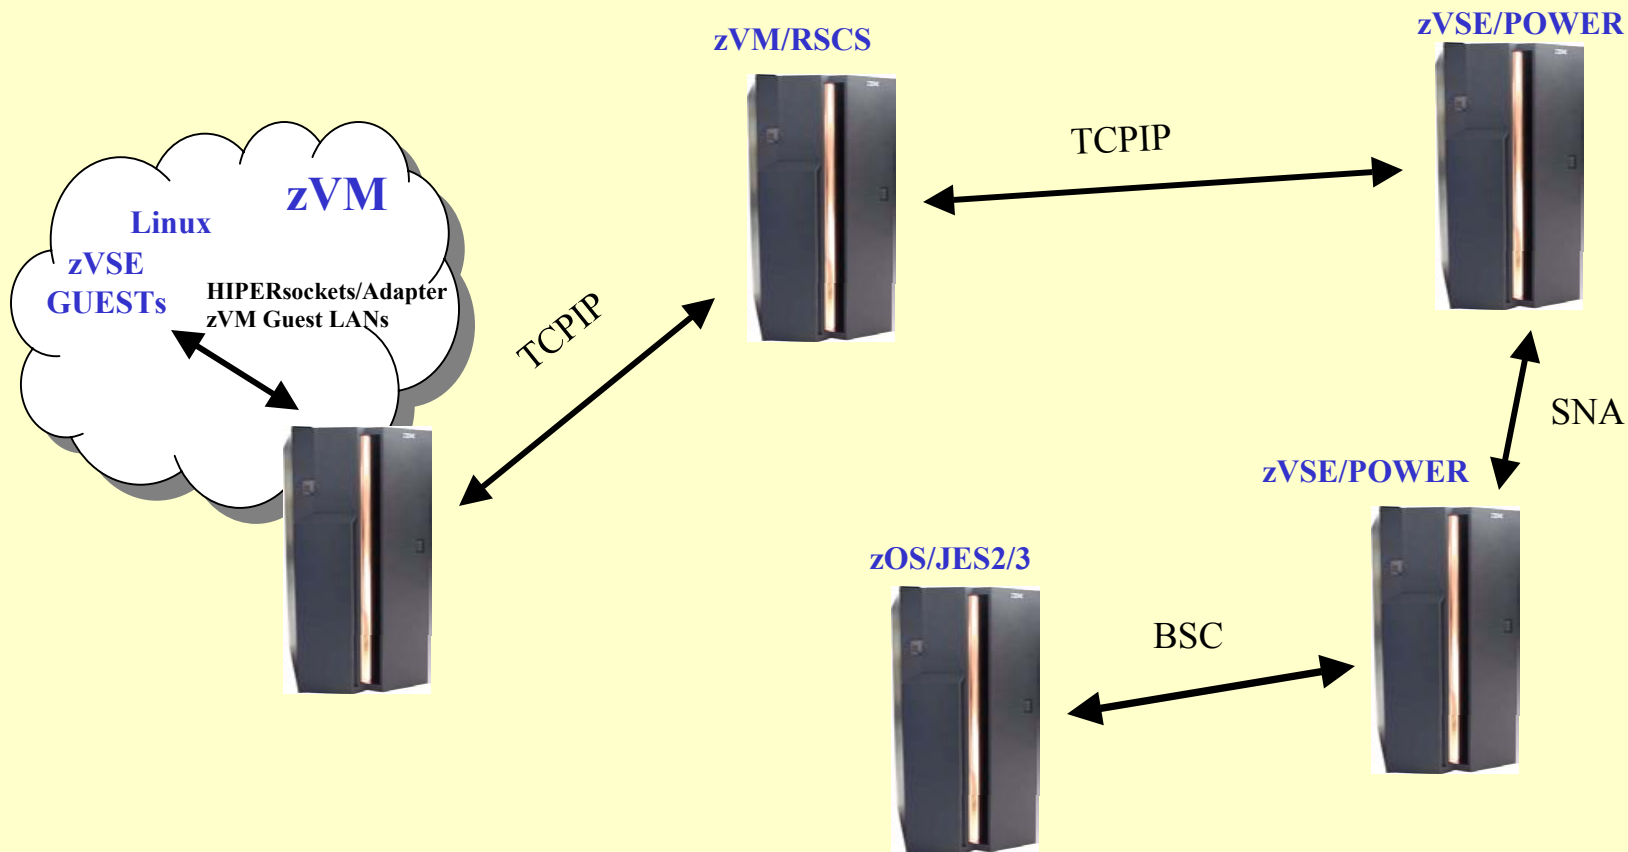 zVM/RSCS
zVSE/POWER
TCPIP
zVM
Linux
zVSE
GUESTs
HIPERsockets/Adapter
zVM Guest LANs
TCPIP
SNA
zVSE/POWER
zOS/JES2/3
BSC